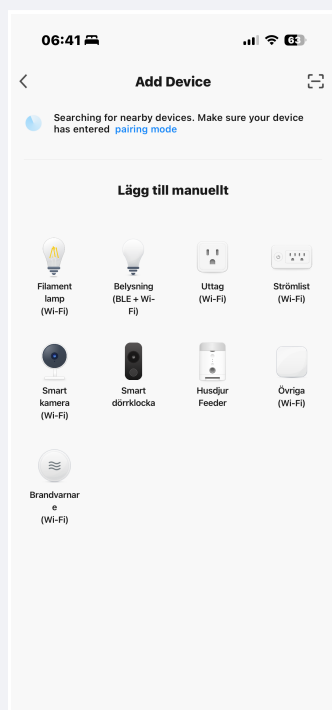 06:41
63
Add Device
Searching for nearby devices. Make sure your device
has entered pairing mode
Lägg till manuellt
Filament
lamp
(Wi-Fi)
Belysning
(BLE + Wi-
Fi)
Uttag
(Wi-Fi)
Strömlist
(Wi-Fi)
Smart
kamera
(Wi-Fi)
Smart
dörrklocka
Husdjur
Feeder
Övriga
(Wi-Fi)
Brandvarnar
e
(Wi-Fi)